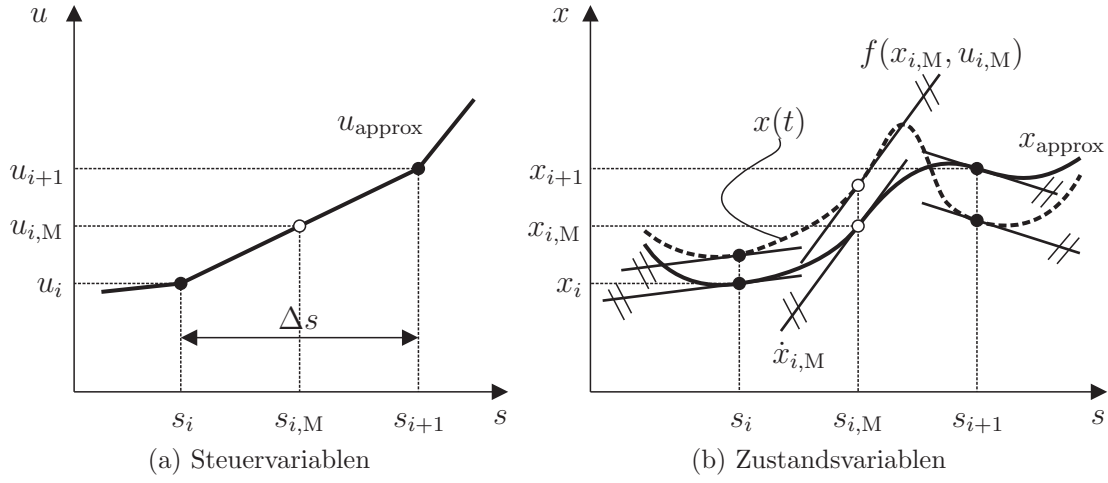 u
u_approx
u_{i+1}
u_{i,M}
u_i
Δs
s_i
s_{i,M}
s_{i+1}
s
(a) Steuervariablen
x
f(x_{i,M}, u_{i,M})
x(t)
x_approx
x_{i+1}
x_{i,M}
x_i
ẋ_{i,M}
s_i
s_{i,M}
s_{i+1}
s
(b) Zustandsvariablen